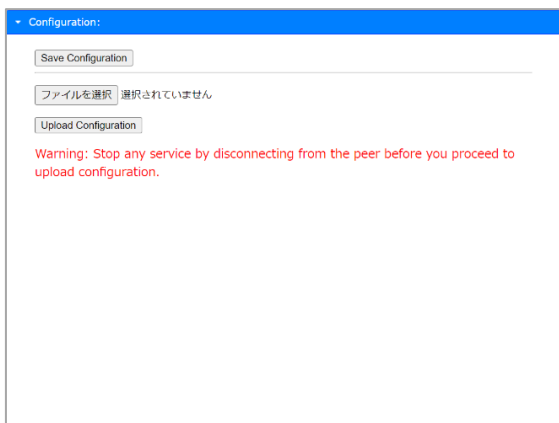 Configuration:
Save Configuration
ファイルを選択 選択されていません
Upload Configuration
Warning: Stop any service by disconnecting from the peer before you proceed to
upload configuration.